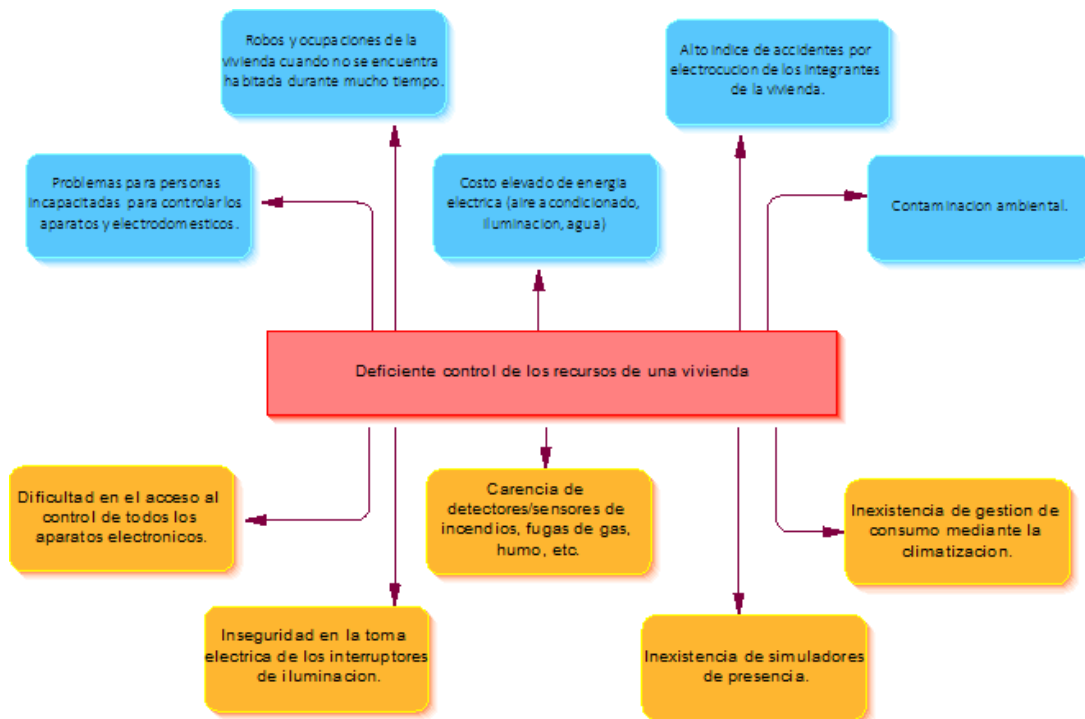 Robos y ocupaciones de la
vivienda cuando no se encuentra
habitada durante mucho tiempo.
Alto indice de accidentes por
electrocucion de los integrantes
de la vivienda.
Problemas para personas
incapacitadas para controlar los
aparatos y electrodomesticos.
Costo elevado de energia
electrica (aire acondicionado,
iluminacion, agua)
Contaminacion ambiental.
Deficiente control de los recursos de una vivienda
Dificultad en el acceso al
control de todos los
aparatos electronicos.
Carencia de
detectores/sensores de
incendios, fugas de gas,
humo, etc.
Inexistencia de gestion de
consumo mediante la
climatizacion.
Inseguridad en la toma
electrica de los interruptores
de iluminacion.
Inexistencia de simuladores
de presencia.